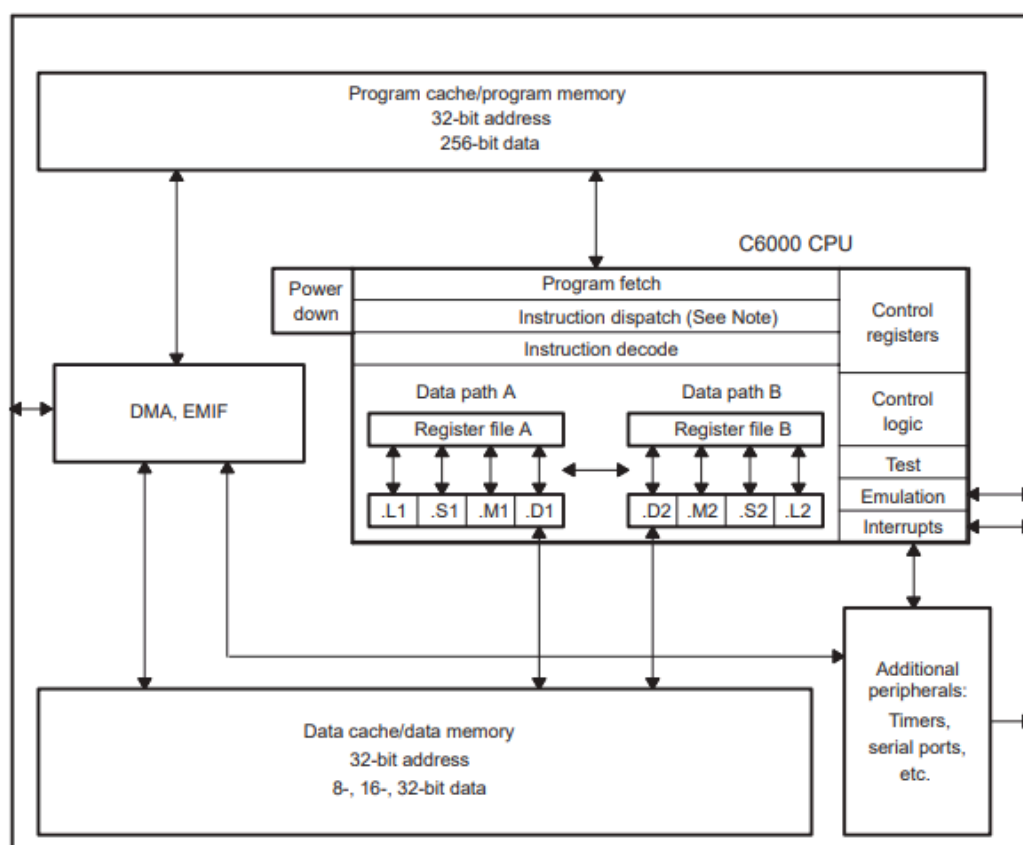 Program cache/program memory
32-bit address
256-bit data
C6000 CPU
Power
down
Program fetch
Instruction dispatch (See Note)
Instruction decode
Control
registers
DMA, EMIF
Data path A
Data path B
Register file A
Register file B
.L1 .S1 .M1 .D1
.D2 .M2 .S2 .L2
Control
logic
Test
Emulation
Interrupts
Data cache/data memory
32-bit address
8-, 16-, 32-bit data
Additional
peripherals:
Timers,
serial ports,
etc.